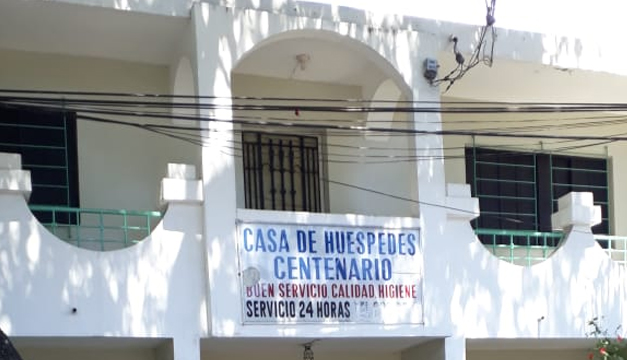 CASA DE HUESPEDES
CENTENARIO
BUEN SERVICIO, CALIDAD, HIGIENE
SERVICIO 24 HORAS